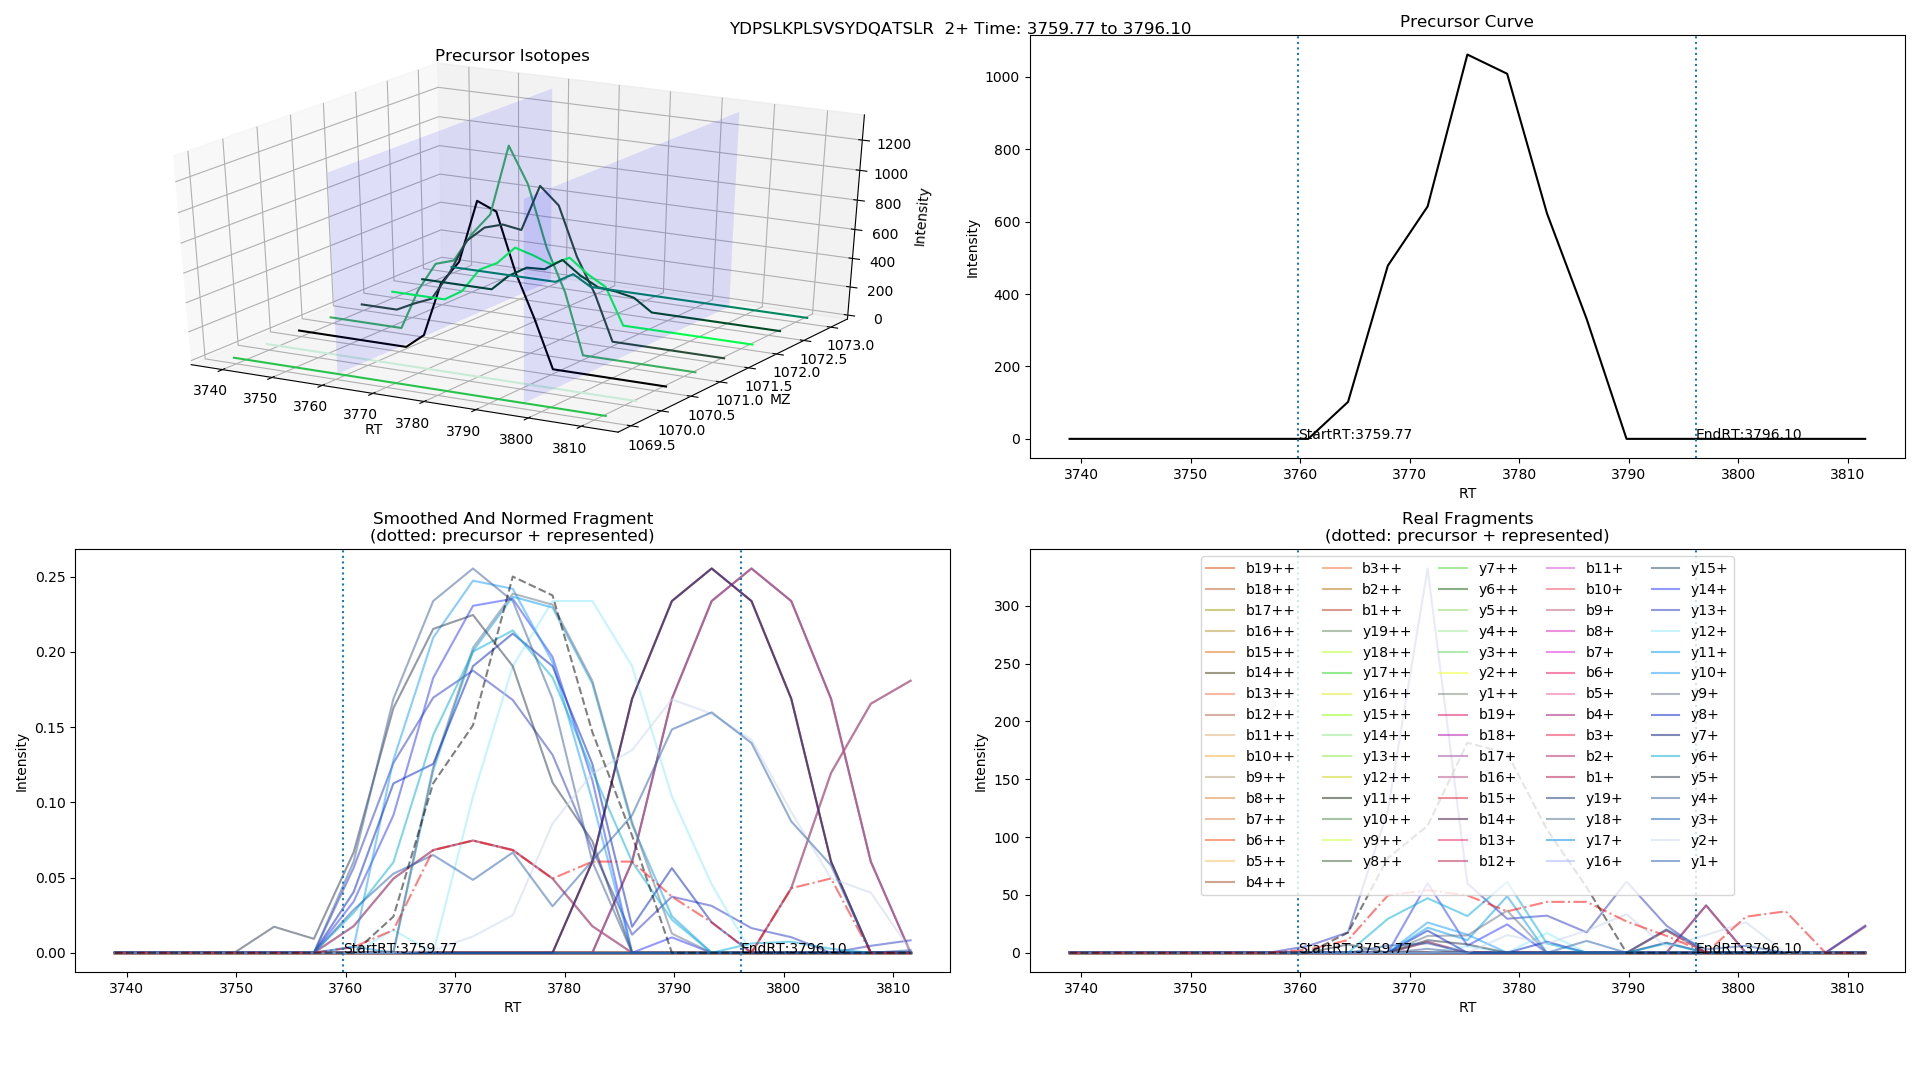 YDPSLKPLSVSYDQATSLR  2+ Time: 3759.77 to 3796.10
Precursor Isotopes
1200
1000
800
600
400
200
0
Intensity
3740
3750
3760
3770
3780
3790
3800
3810
RT
1069.5
1070.0
1070.5
1071.0
1071.5
1072.0
1072.5
1073.0
MZ
Precursor Curve
1000
800
600
400
200
0
Intensity
StartRT:3759.77
EndRT:3796.10
3740 3750 3760 3770 3780 3790 3800 3810
RT
Smoothed And Normed Fragment
(dotted: precursor + represented)
0.25
0.20
0.15
0.10
0.05
0.00
Intensity
StartRT:3759.77
EndRT:3796.10
3740 3750 3760 3770 3780 3790 3800 3810
RT
Real Fragments
(dotted: precursor + represented)
300
250
200
150
100
50
0
Intensity
b19++ b3++ y7++ b11+ y15+
b18++ b2++ y6++ b10+ y14+
b17++ b1++ y5++ b9+ y13+
b16++ y19++ y4++ b8+ y12+
b15++ y18++ y3++ b7+ y11+
b14++ y17++ y2++ b6+ y10+
b13++ y16++ y1++ b5+ y9+
b12++ y15++ b19+ b4+ y8+
b11++ y14++ b18+ b3+ y7+
b10++ y13++ b17+ b2+ y6+
b9++ y12++ b16+ b1+ y5+
b8++ y11++ b15+ y19+ y4+
b7++ y10++ b14+ y18+ y3+
b6++ y9++ b13+ y17+ y2+
b5++ y8++ b12+ y16+ y1+
b4++
StartRT:3759.77
EndRT:3796.10
3740 3750 3760 3770 3780 3790 3800 3810
RT